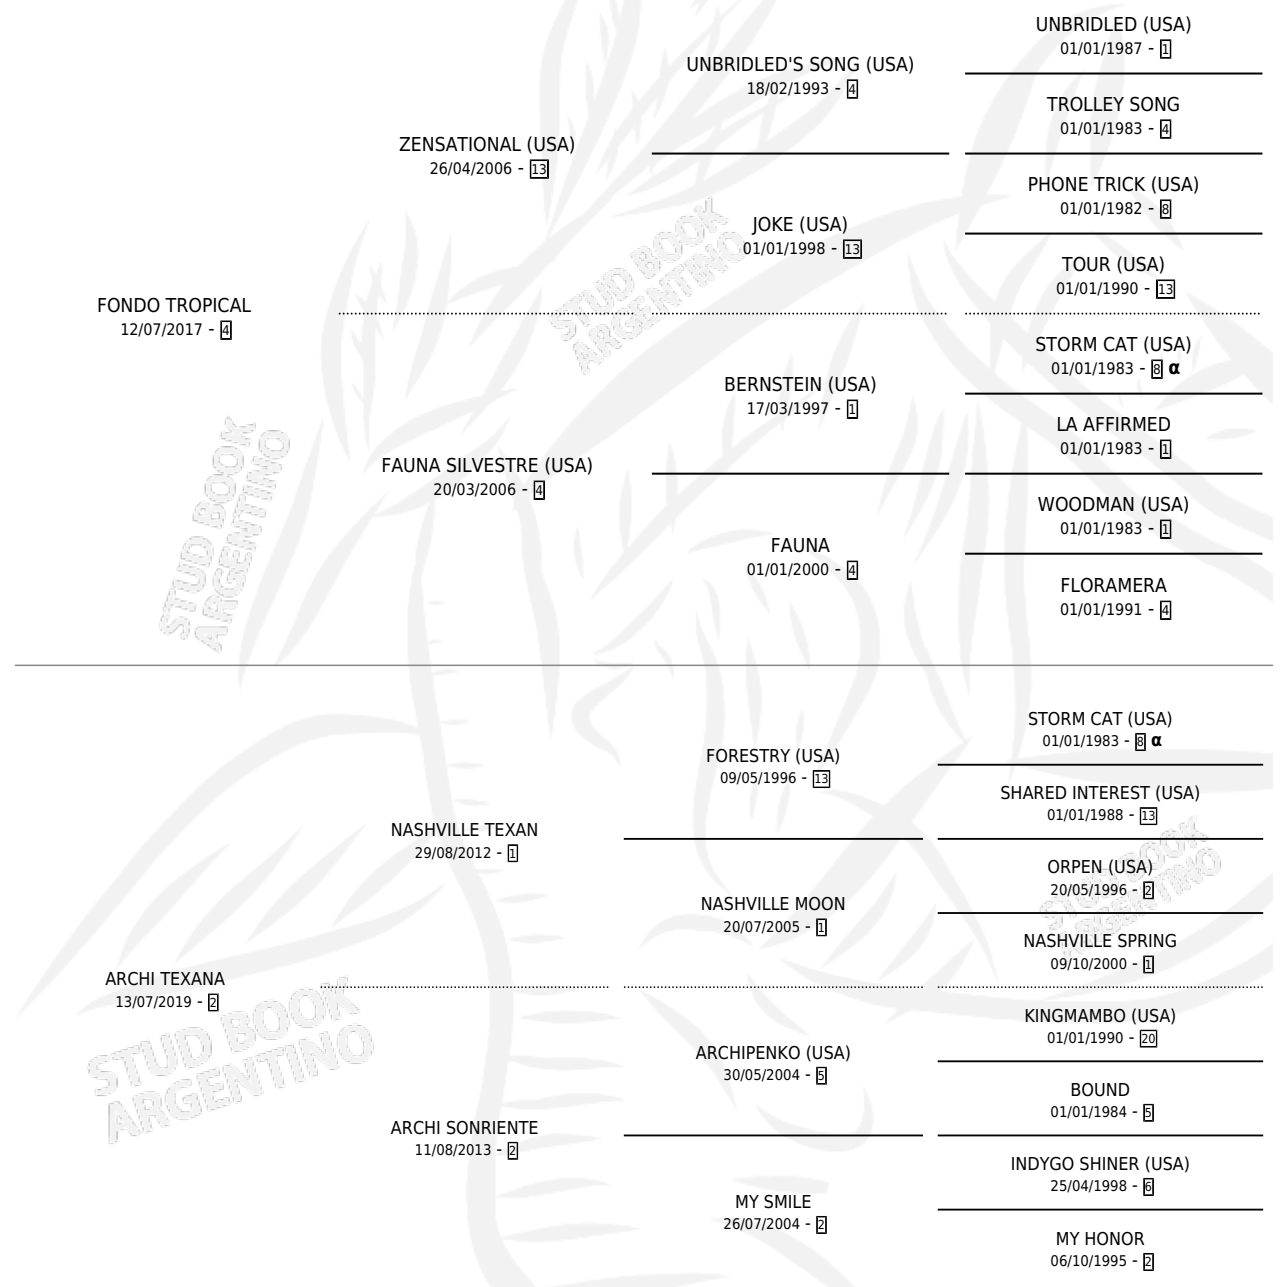 UNBRIDLED (USA)
01/01/1987 - 1
UNBRIDLED'S SONG (USA)
18/02/1993 - 4
TROLLEY SONG
01/01/1983 - 4
ZENSATIONAL (USA)
26/04/2006 - 13
PHONE TRICK (USA)
01/01/1982 - 8
JOKE (USA)
01/01/1998 - 13
TOUR (USA)
01/01/1990 - 13
FONDO TROPICAL
12/07/2017 - 4
STORM CAT (USA)
01/01/1983 - 8 α
BERNSTEIN (USA)
17/03/1997 - 1
LA AFFIRMED
01/01/1983 - 1
FAUNA SILVESTRE (USA)
20/03/2006 - 4
WOODMAN (USA)
01/01/1983 - 1
FAUNA
01/01/2000 - 4
FLORAMERA
01/01/1991 - 4
STUD BOOK
ARGENTINO
STUD BOOK
ARGENTINO
STORM CAT (USA)
01/01/1983 - 8 α
FORESTRY (USA)
09/05/1996 - 13
SHARED INTEREST (USA)
01/01/1988 - 13
NASHVILLE TEXAN
29/08/2012 - 1
ORPEN (USA)
20/05/1996 - 2
NASHVILLE MOON
20/07/2005 - 1
NASHVILLE SPRING
09/10/2000 - 1
ARCHI TEXANA
13/07/2019 - 2
KINGMAMBO (USA)
01/01/1990 - 20
ARCHIPENKO (USA)
30/05/2004 - 5
BOUND
01/01/1984 - 5
ARCHI SONRIENTE
11/08/2013 - 2
INDYGO SHINER (USA)
25/04/1998 - 6
MY SMILE
26/07/2004 - 2
MY HONOR
06/10/1995 - 2
STUD BOOK
ARGENTINO
STUD BOOK
ARGENTINO